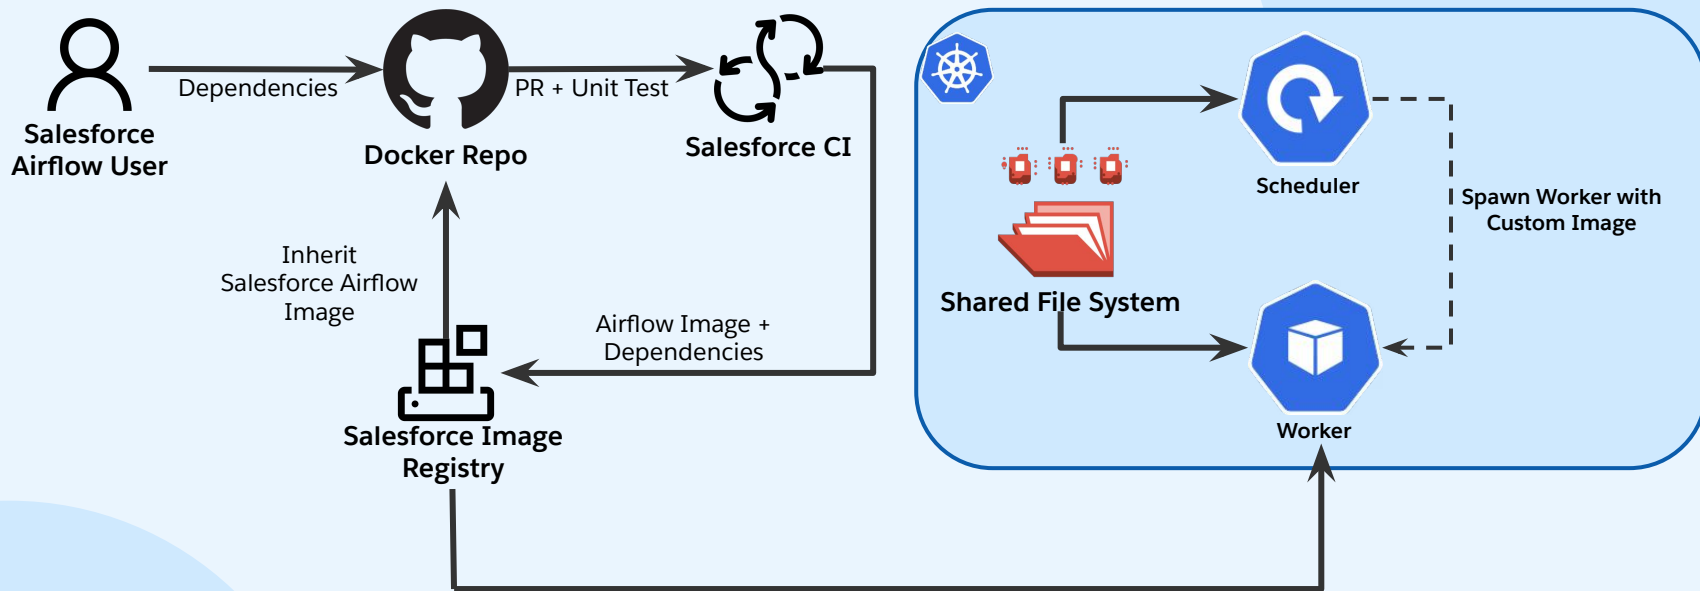 Salesforce
Airflow User
Dependencies
Docker Repo
PR + Unit Test
Salesforce CI
Inherit
Salesforce Airflow
Image
Airflow Image +
Dependencies
Salesforce Image
Registry
Shared File System
Scheduler
Spawn Worker with
Custom Image
Worker